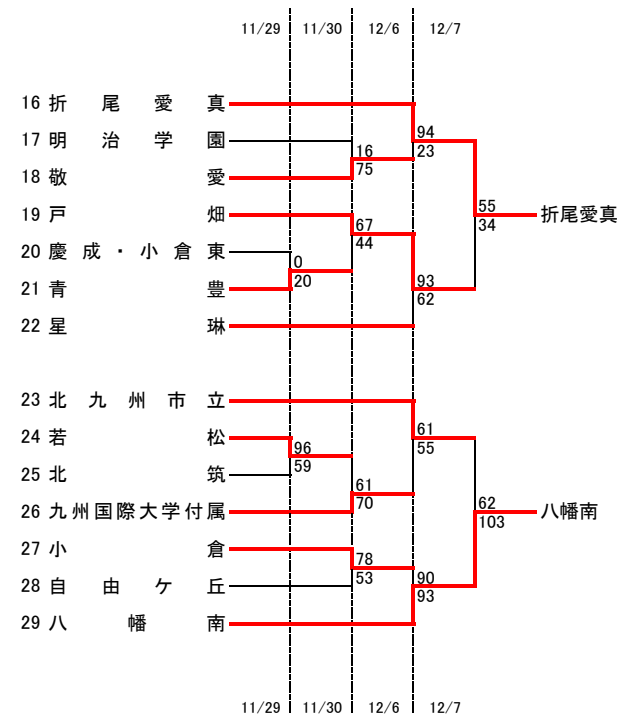 11/29 11/30 12/6 12/7
16 折尾愛真
94
17 明治学園
16
23
18 敬愛
75
19 戸畑
55
折尾愛真
67
34
44
20 慶成・小倉東
0
21 青豊
20
93
62
22 星琳
23 北九州市立
24 若松
61
96
55
59
25 北筑
61
26 九州国際大学付属
70
62
八幡南
103
27 小倉
78
53
28 自由ケ丘
90
93
29 八幡南
11/29 11/30 12/6 12/7